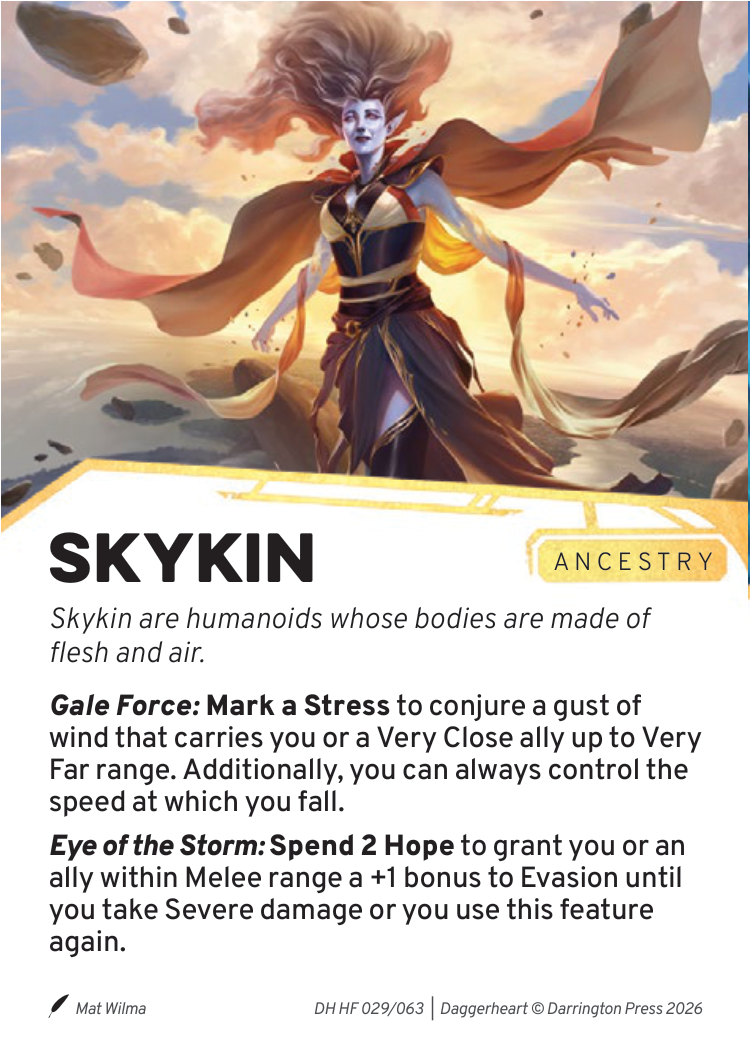 SKYKIN
ANCESTRY
Skykin are humanoids whose bodies are made of
flesh and air.
Gale Force: Mark a Stress to conjure a gust of
wind that carries you or a Very Close ally up to Very
Far range. Additionally, you can always control the
speed at which you fall.
Eye of the Storm: Spend 2 Hope to grant you or an
ally within Melee range a +1 bonus to Evasion until
you take Severe damage or you use this feature
again.
Mat Wilma
DH HF 029/063 | Daggerheart © Darrington Press 2026